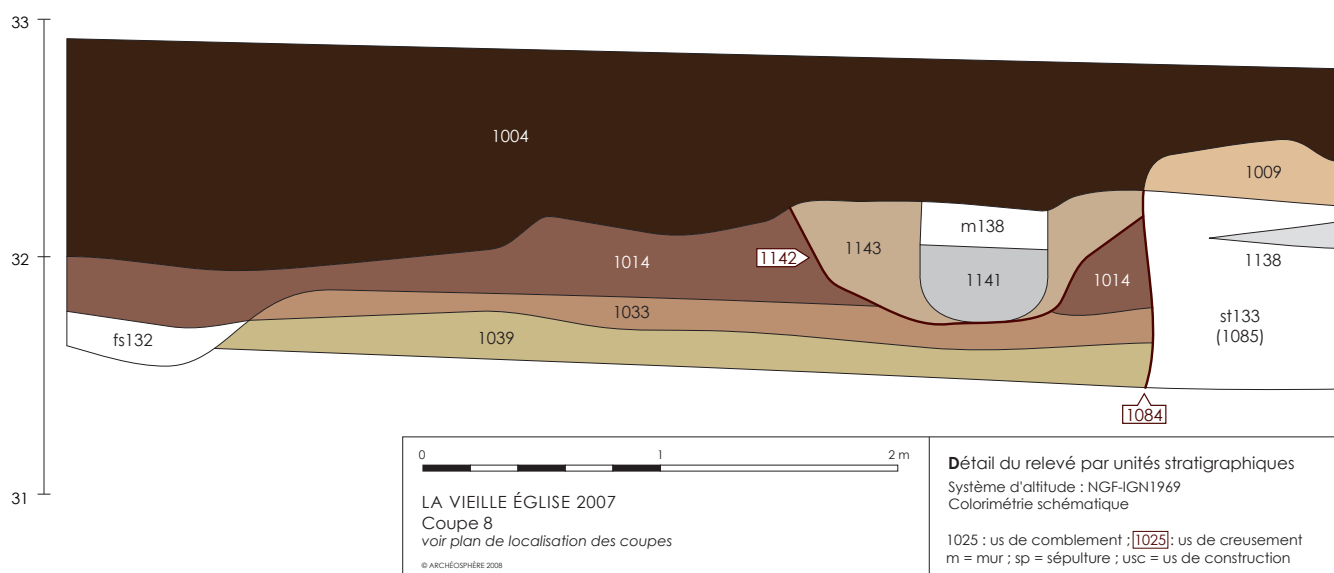 33
1004
1009
m138
1143
32
1142
1014
1014
1138
1141
1033
st133
(1085)
fs132
1039
1084
31
0 1 2 m
LA VIEILLE ÉGLISE 2007
Coupe 8
voir plan de localisation des coupes
© ARCHÉOSPHÈRE 2008
Détail du relevé par unités stratigraphiques
Système d'altitude : NGF-IGN1969
Colorimétrie schématique
1025 : us de comblement ; 1025 : us de creusement
m = mur ; sp = sépulture ; usc = us de construction